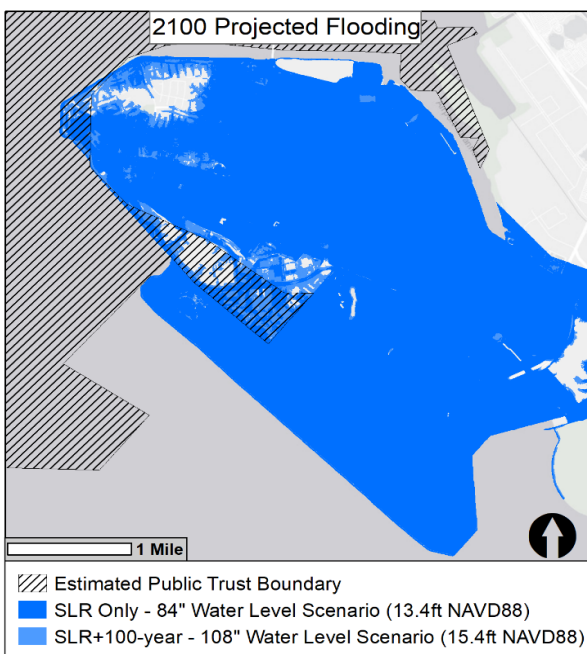 2100 Projected Flooding
1 Mile
Estimated Public Trust Boundary
SLR Only - 84" Water Level Scenario (13.4ft NAVD88)
SLR+100-year - 108" Water Level Scenario (15.4ft NAVD88)